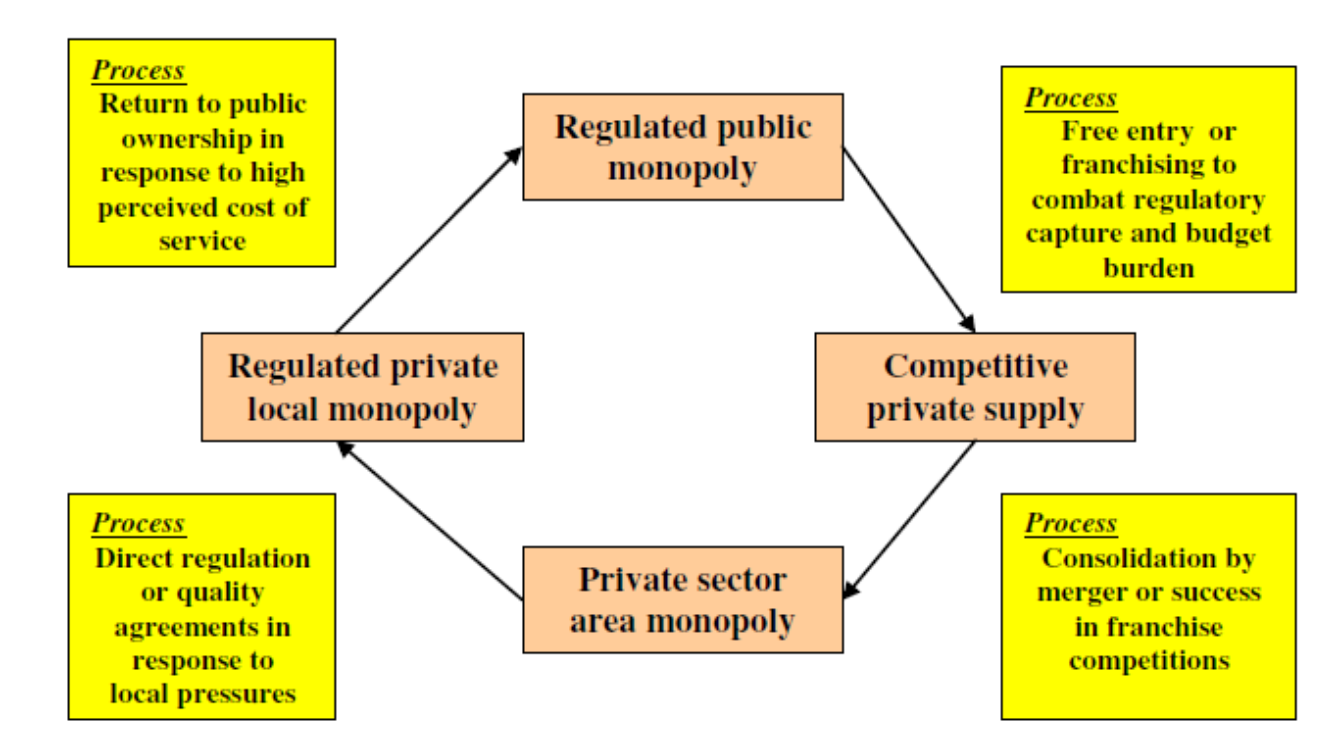 Process
Return to public
ownership in
response to high
perceived cost of
service
Regulated public
monopoly
Process
Free entry or
franchising to
combat regulatory
capture and budget
burden
Regulated private
local monopoly
Competitive
private supply
Process
Direct regulation
or quality
agreements in
response to
local pressures
Private sector
area monopoly
Process
Consolidation by
merger or success
in franchise
competitions